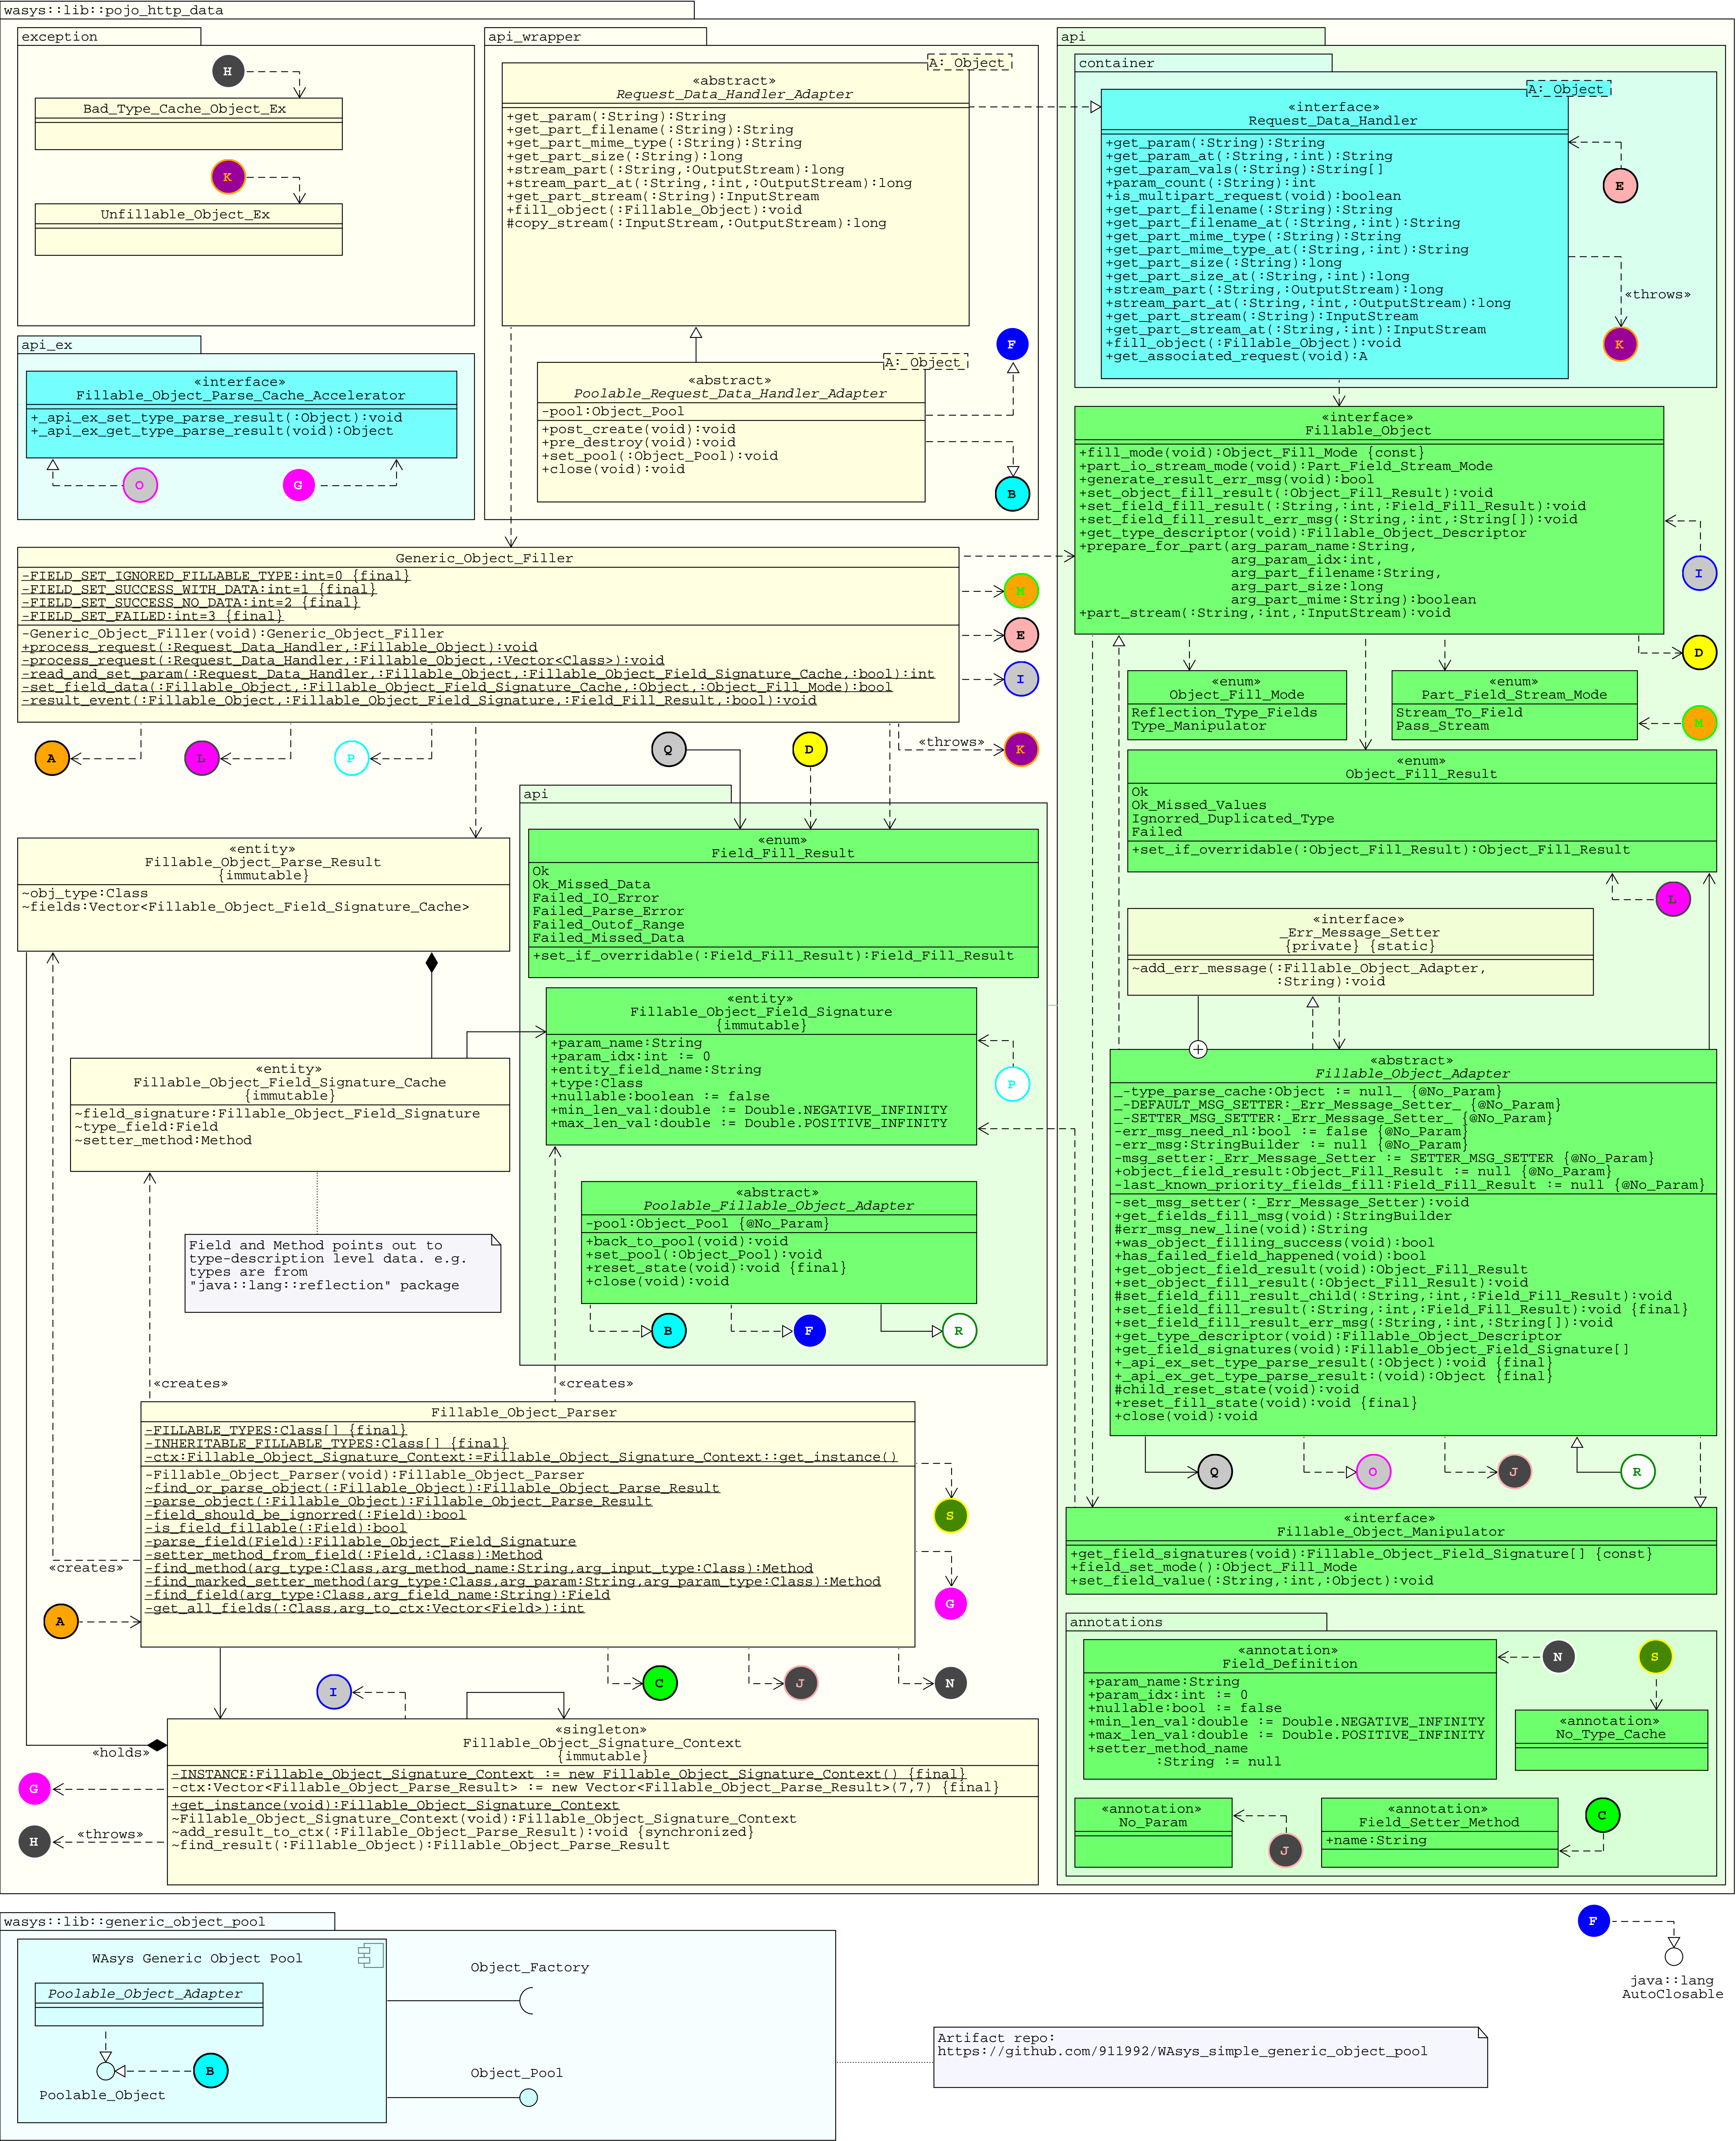 wasys::lib::pojo_http_data
exception
H
Bad_Type_Cache_Object_Ex
K
Unfillable_Object_Ex
api_wrapper
A: Object
«abstract»
Request_Data_Handler_Adapter
+get_param(:String):String
+get_part_filename(:String):String
+get_part_mime_type(:String):String
+get_part_size(:String):long
+stream_part(:String,:OutputStream):long
+stream_part_at(:String,:int,:OutputStream):long
+get_part_stream(:String):InputStream
+fill_object(:Fillable_Object):void
#copy_stream(:InputStream,:OutputStream):long
A: Object
«abstract»
Poolable_Request_Data_Handler_Adapter
-pool:Object_Pool
+post_create(void):void
+pre_destroy(void):void
+set_pool(:Object_Pool):void
+close(void):void
F
B
api
container
A: Object
«interface»
Request_Data_Handler
+get_param(:String):String
+get_param_at(:String,:int):String
+get_param_vals(:String):String[]
+param_count(:String):int
+is_multipart_request(void):boolean
+get_part_filename(:String):String
+get_part_filename_at(:String,:int):String
+get_part_mime_type(:String):String
+get_part_mime_type_at(:String,:int):String
+get_part_size(:String):long
+get_part_size_at(:String,:int):long
+stream_part(:String,:OutputStream):long
+stream_part_at(:String,:int,:OutputStream):long
+get_part_stream(:String):InputStream
+get_part_stream_at(:String,:int):InputStream
+fill_object(:Fillable_Object):void
+get_associated_request(void):A
E
«throws»
K
api_ex
«interface»
Fillable_Object_Parse_Cache_Accelerator
+_api_ex_set_type_parse_result(:Object):void
+_api_ex_get_type_parse_result(void):Object
O
G
«interface»
Fillable_Object
+fill_mode(void):Object_Fill_Mode {const}
+part_io_stream_mode(void):Part_Field_Stream_Mode
+generate_result_err_msg(void):bool
+set_object_fill_result(:Object_Fill_Result):void
+set_field_fill_result(:String,:int,:Field_Fill_Result):void
+set_field_fill_result_err_msg(:String,:int,:String[]):void
+get_type_descriptor(void):Fillable_Object_Descriptor
+prepare_for_part(arg_param_name:String,
arg_param_idx:int,
arg_part_filename:String,
arg_part_size:long
arg_part_mime:String):boolean
+part_stream(:String,:int,:InputStream):void
I
D
Generic_Object_Filler
-FIELD_SET_IGNORED_FILLABLE_TYPE:int=0 {final}
-FIELD_SET_SUCCESS_WITH_DATA:int=1 {final}
-FIELD_SET_SUCCESS_NO_DATA:int=2 {final}
-FIELD_SET_FAILED:int=3 {final}
-Generic_Object_Filler(void):Generic_Object_Filler
+process_request(:Request_Data_Handler,:Fillable_Object):void
-process_request(:Request_Data_Handler,:Fillable_Object,:Vector<Class>):void
-read_and_set_param(:Request_Data_Handler,:Fillable_Object,:Fillable_Object_Field_Signature_Cache,:bool):int
-set_field_data(:Fillable_Object,:Fillable_Object_Field_Signature_Cache,:Object,:Object_Fill_Mode):bool
-result_event(:Fillable_Object,:Fillable_Object_Field_Signature,:Field_Fill_Result,:bool):void
M
E
I
«throws»
K
A
L
P
Q
D
«enum»
Object_Fill_Mode
Reflection_Type_Fields
Type_Manipulator
«enum»
Part_Field_Stream_Mode
Stream_To_Field
Pass_Stream
M
«enum»
Object_Fill_Result
Ok
Ok_Missed_Values
Ignorred_Duplicated_Type
Failed
+set_if_overridable(:Object_Fill_Result):Object_Fill_Result
L
api
«enum»
Field_Fill_Result
Ok
Ok_Missed_Data
Failed_IO_Error
Failed_Parse_Error
Failed_Outof_Range
Failed_Missed_Data
+set_if_overridable(:Field_Fill_Result):Field_Fill_Result
«entity»
Fillable_Object_Parse_Result
{immutable}
~obj_type:Class
~fields:Vector<Fillable_Object_Field_Signature_Cache>
«interface»
_Err_Message_Setter
{private} {static}
~add_err_message(:Fillable_Object_Adapter,
:String):void
«entity»
Fillable_Object_Field_Signature
{immutable}
+param_name:String
+param_idx:int := 0
+entity_field_name:String
+type:Class
+nullable:boolean := false
+min_len_val:double := Double.NEGATIVE_INFINITY
+max_len_val:double := Double.POSITIVE_INFINITY
P
«entity»
Fillable_Object_Field_Signature_Cache
{immutable}
~field_signature:Fillable_Object_Field_Signature
~type_field:Field
~setter_method:Method
Field and Method points out to
type-description level data. e.g.
types are from
"java::lang::reflection" package
«abstract»
Poolable_Fillable_Object_Adapter
-pool:Object_Pool {@No_Param}
+back_to_pool(void):void
+set_pool(:Object_Pool):void
+reset_state(void):void {final}
+close(void):void
B
F
R
«abstract»
Fillable_Object_Adapter
_-type_parse_cache:Object := null_ {@No_Param}
_-DEFAULT_MSG_SETTER:_Err_Message_Setter_ {@No_Param}
_-SETTER_MSG_SETTER:_Err_Message_Setter_ {@No_Param}
-err_msg_need_nl:bool := false {@No_Param}
-err_msg:StringBuilder := null {@No_Param}
-msg_setter:_Err_Message_Setter := SETTER_MSG_SETTER {@No_Param}
+object_field_result:Object_Fill_Result := null {@No_Param}
-last_known_priority_fields_fill:Field_Fill_Result := null {@No_Param}
-set_msg_setter(:_Err_Message_Setter):void
+get_fields_fill_msg(void):StringBuilder
#err_msg_new_line(void):String
+was_object_filling_success(void):bool
+has_failed_field_happened(void):bool
+get_object_field_result(void):Object_Fill_Result
+set_object_fill_result(:Object_Fill_Result):void
#set_field_fill_result_child(:String,:int,:Field_Fill_Result):void
+set_field_fill_result(:String,:int,:Field_Fill_Result):void {final}
+set_field_fill_result_err_msg(:String,:int,:String[]):void
+get_type_descriptor(void):Fillable_Object_Descriptor
+get_field_signatures(void):Fillable_Object_Field_Signature[]
+_api_ex_set_type_parse_result(:Object):void {final}
+_api_ex_get_type_parse_result:(void):Object {final}
#child_reset_state(void):void
+reset_fill_state(void):void {final}
+close(void):void
Q
O
J
R
«creates»
«creates»
«creates»
Fillable_Object_Parser
-FILLABLE_TYPES:Class[] {final}
-INHERITABLE_FILLABLE_TYPES:Class[] {final}
-ctx:Fillable_Object_Signature_Context:=Fillable_Object_Signature_Context::get_instance()
-Fillable_Object_Parser(void):Fillable_Object_Parser
~find_or_parse_object(:Fillable_Object):Fillable_Object_Parse_Result
-parse_object(:Fillable_Object):Fillable_Object_Parse_Result
-field_should_be_ignorred(:Field):bool
-is_field_fillable(:Field):bool
-parse_field(Field):Fillable_Object_Field_Signature
-setter_method_from_field(:Field,:Class):Method
-find_method(arg_type:Class,arg_method_name:String,arg_input_type:Class):Method
-find_marked_setter_method(arg_type:Class,arg_param:String,arg_param_type:Class):Method
-find_field(arg_type:Class,arg_field_name:String):Field
-get_all_fields(:Class,arg_to_ctx:Vector<Field>):int
S
G
A
I
C
J
N
«interface»
Fillable_Object_Manipulator
+get_field_signatures(void):Fillable_Object_Field_Signature[] {const}
+field_set_mode():Object_Fill_Mode
+set_field_value(:String,:int,:Object):void
annotations
«annotation»
Field_Definition
+param_name:String
+param_idx:int := 0
+nullable:bool := false
+min_len_val:double := Double.NEGATIVE_INFINITY
+max_len_val:double := Double.POSITIVE_INFINITY
+setter_method_name
:String := null
N
S
«annotation»
No_Type_Cache
«annotation»
No_Param
J
«annotation»
Field_Setter_Method
+name:String
C
«holds»
«singleton»
Fillable_Object_Signature_Context
{immutable}
-INSTANCE:Fillable_Object_Signature_Context := new Fillable_Object_Signature_Context() {final}
-ctx:Vector<Fillable_Object_Parse_Result> := new Vector<Fillable_Object_Parse_Result>(7,7) {final}
+get_instance(void):Fillable_Object_Signature_Context
~Fillable_Object_Signature_Context(void):Fillable_Object_Signature_Context
~add_result_to_ctx(:Fillable_Object_Parse_Result):void {synchronized}
~find_result(:Fillable_Object):Fillable_Object_Parse_Result
G
H
«throws»
wasys::lib::generic_object_pool
WAsys Generic Object Pool
Poolable_Object_Adapter
B
Poolable_Object
Object_Factory
Object_Pool
Artifact repo:
https://github.com/911992/WAsys_simple_generic_object_pool
F
java::lang
AutoClosable